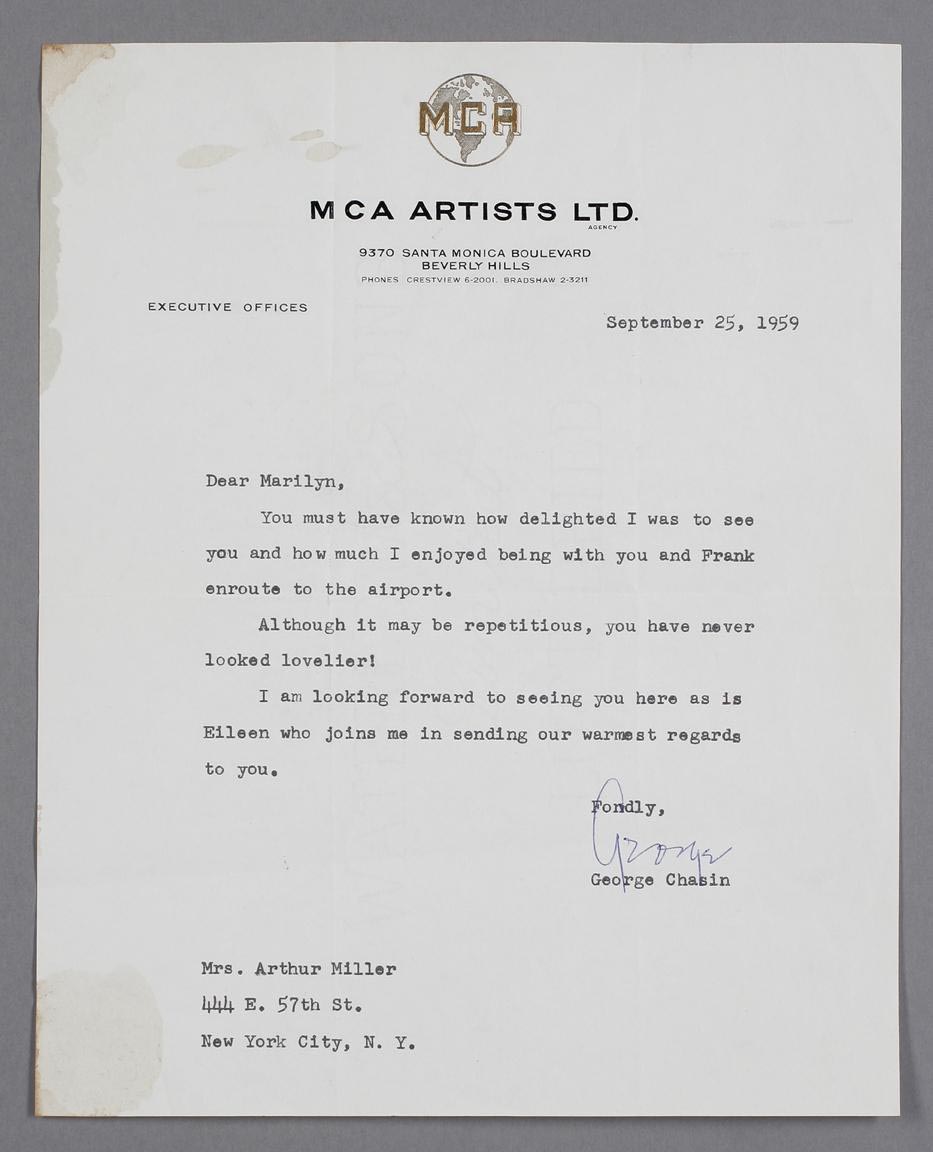 MCA
MCA ARTISTS LTD.
AGENCY
9370 SANTA MONICA BOULEVARD
BEVERLY HILLS
PHONES CRESTVIEW 6-2001. BRADSHAW 2-3211
EXECUTIVE OFFICES
September 25, 1959
Dear Marilyn,
You must have known how delighted I was to see
you and how much I enjoyed being with you and Frank
enroute to the airport.
Although it may be repetitious, you have never
looked lovelier!
I am looking forward to seeing you here as is
Eileen who joins me in sending our warmest regards
to you.
Fondly,
George
George Chasin
Mrs. Arthur Miller
444 E. 57th St.
New York City, N. Y.